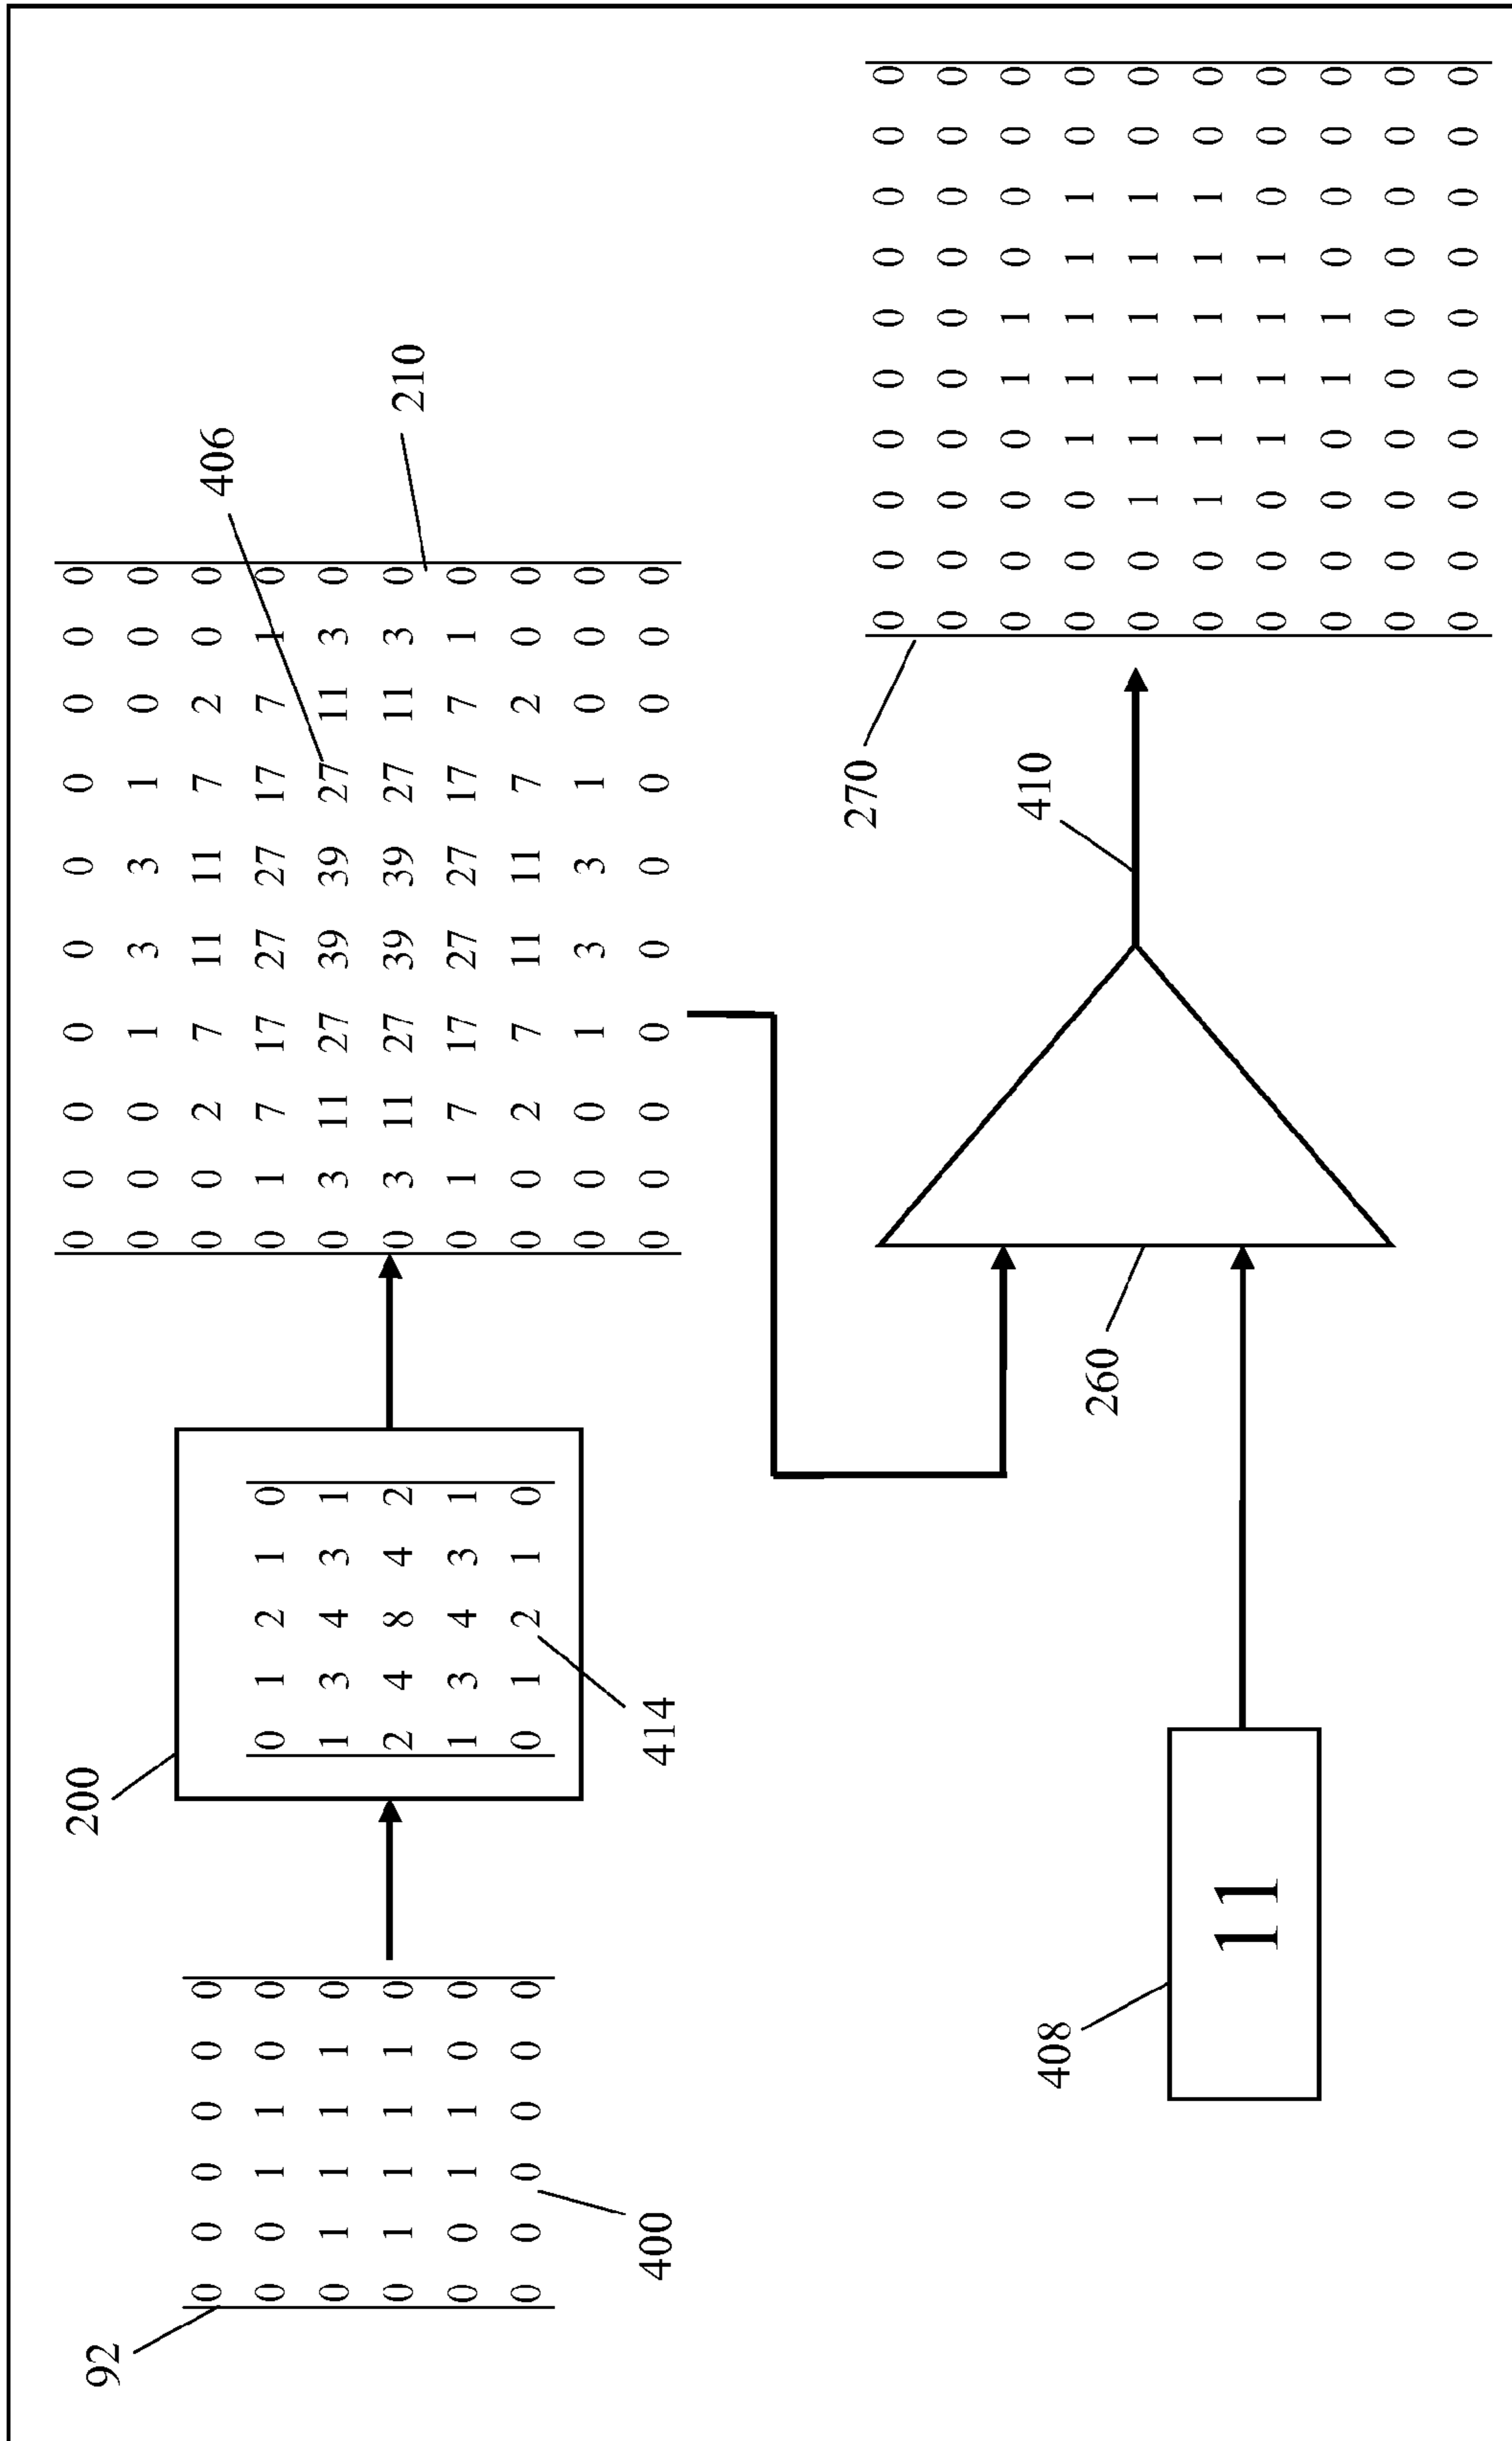 92
0 0 0 0 0 0
0 0 1 1 0 0
0 1 1 1 1 0
0 1 1 1 1 0
0 0 1 1 0 0
0 0 0 0 0 0
400
200
0 1 2 1 0
1 3 4 3 1
2 4 8 4 2
1 3 4 3 1
0 1 2 1 0
414
0 0 0 0 0 0 0 0 0 0
0 0 0 1 3 3 1 0 0 0
0 0 2 7 11 11 7 2 0 0
0 1 7 17 27 27 17 7 1 0
0 3 11 27 39 39 27 11 3 0
0 3 11 27 39 39 27 11 3 0
0 1 7 17 27 27 17 7 1 0
0 0 2 7 11 11 7 2 0 0
0 0 0 1 3 3 1 0 0 0
0 0 0 0 0 0 0 0 0 0
406
210
408
11
260
410
270
0 0 0 0 0 0 0 0 0 0
0 0 0 0 0 0 0 0 0 0
0 0 0 0 1 1 0 0 0 0
0 0 0 1 1 1 1 1 0 0
0 0 1 1 1 1 1 1 0 0
0 0 1 1 1 1 1 1 0 0
0 0 0 1 1 1 1 0 0 0
0 0 0 0 1 1 0 0 0 0
0 0 0 0 0 0 0 0 0 0
0 0 0 0 0 0 0 0 0 0